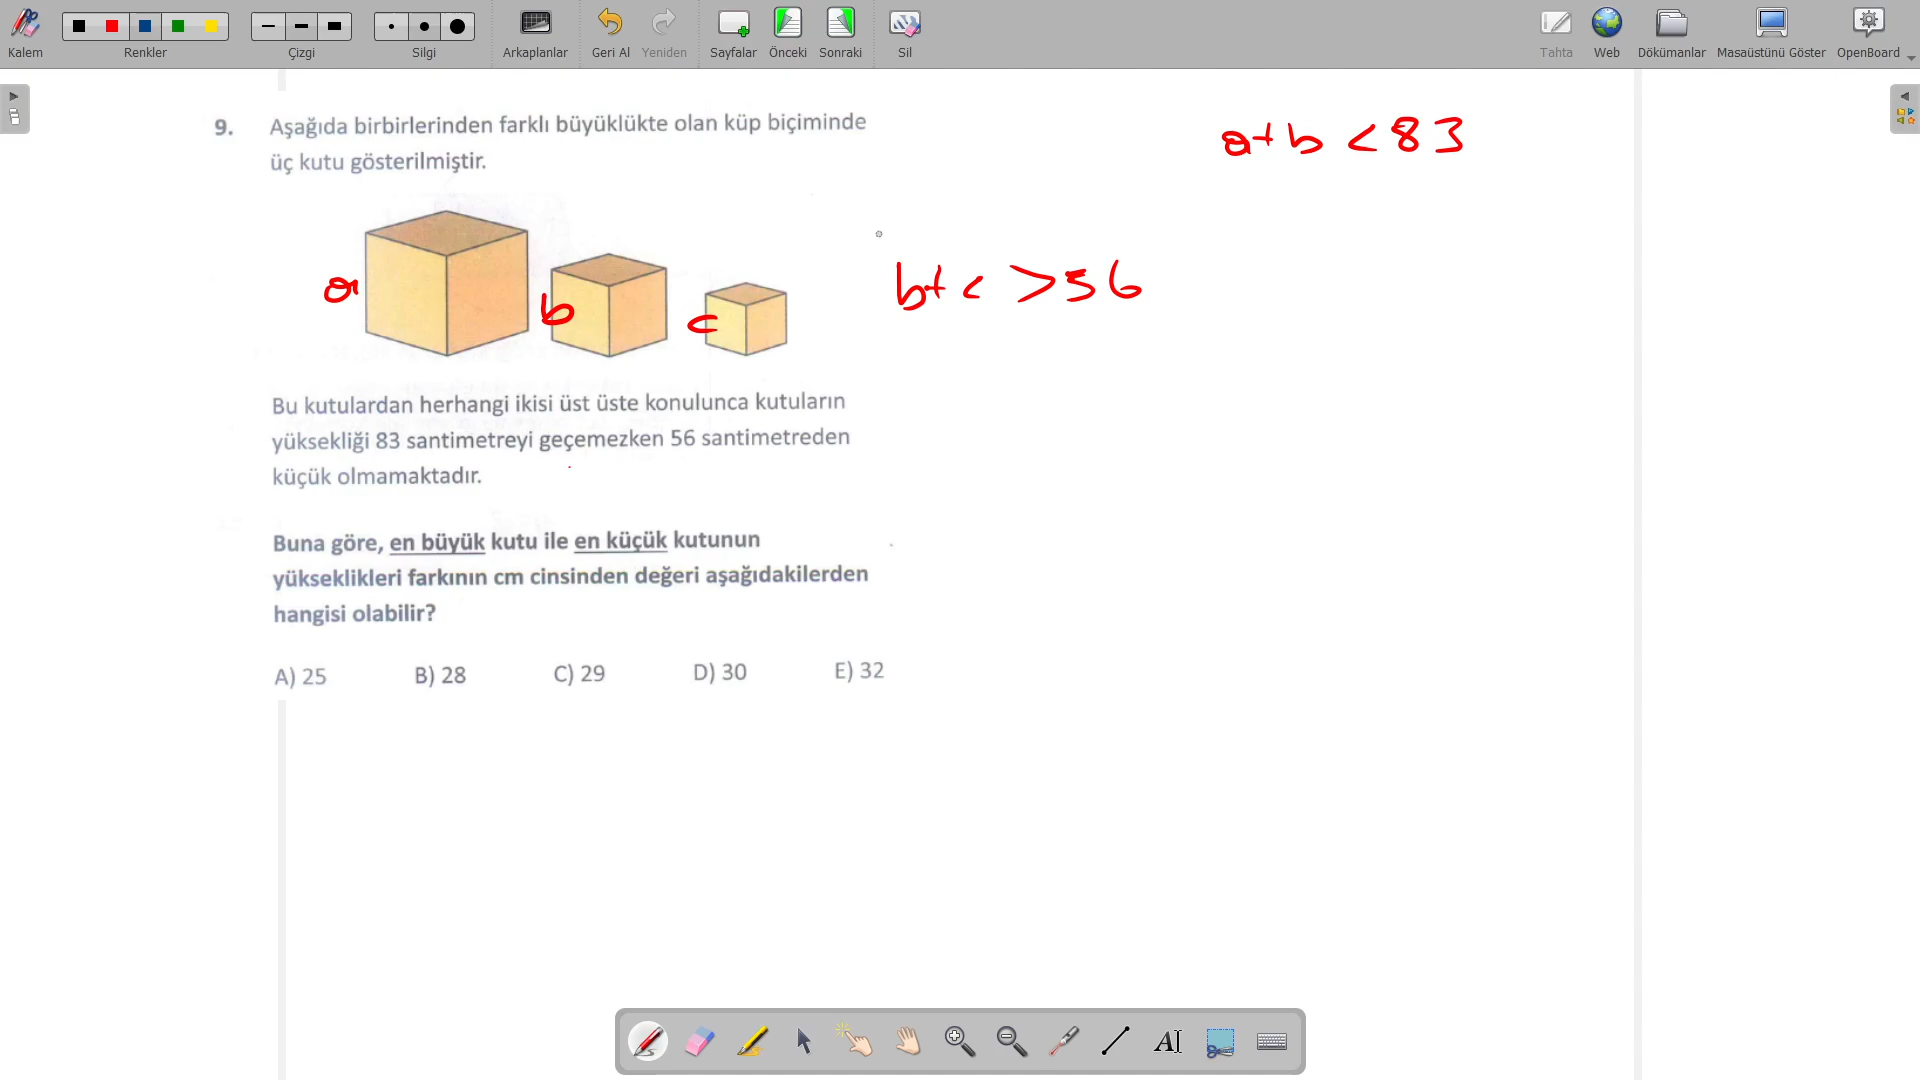 Kalem Renkler Çizgi Silgi Arkaplanlar Geri Al Yeniden Sayfalar Önceki Sonraki Sil Tahta Web Dökümanlar Masaüstünü Göster OpenBoard
9. Aşağıda birbirlerinden farklı büyüklükte olan küp biçiminde
üç kutu gösterilmiştir.
a+b <83
a
b
c
b+c >56
Bu kutulardan herhangi ikisi üst üste konulunca kutuların
yüksekliği 83 santimetreyi geçemezken 56 santimetreden
küçük olmamaktadır.
Buna göre, en büyük kutu ile en küçük kutunun
yükseklikleri farkının cm cinsinden değeri aşağıdakilerden
hangisi olabilir?
A) 25 B) 28 C) 29 D) 30 E) 32